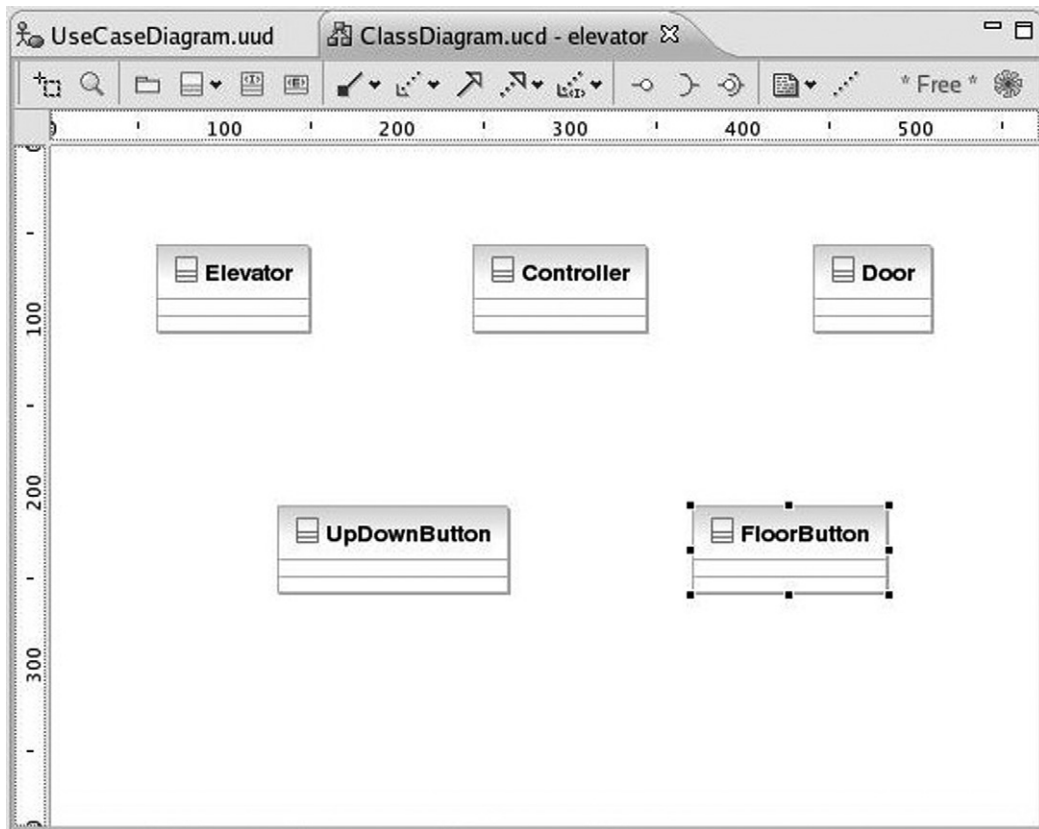 UseCaseDiagram.uud
ClassDiagram.ucd - elevator
* Free *
100 200 300 400 500
Elevator
Controller
Door
100
200
UpDownButton
FloorButton
300